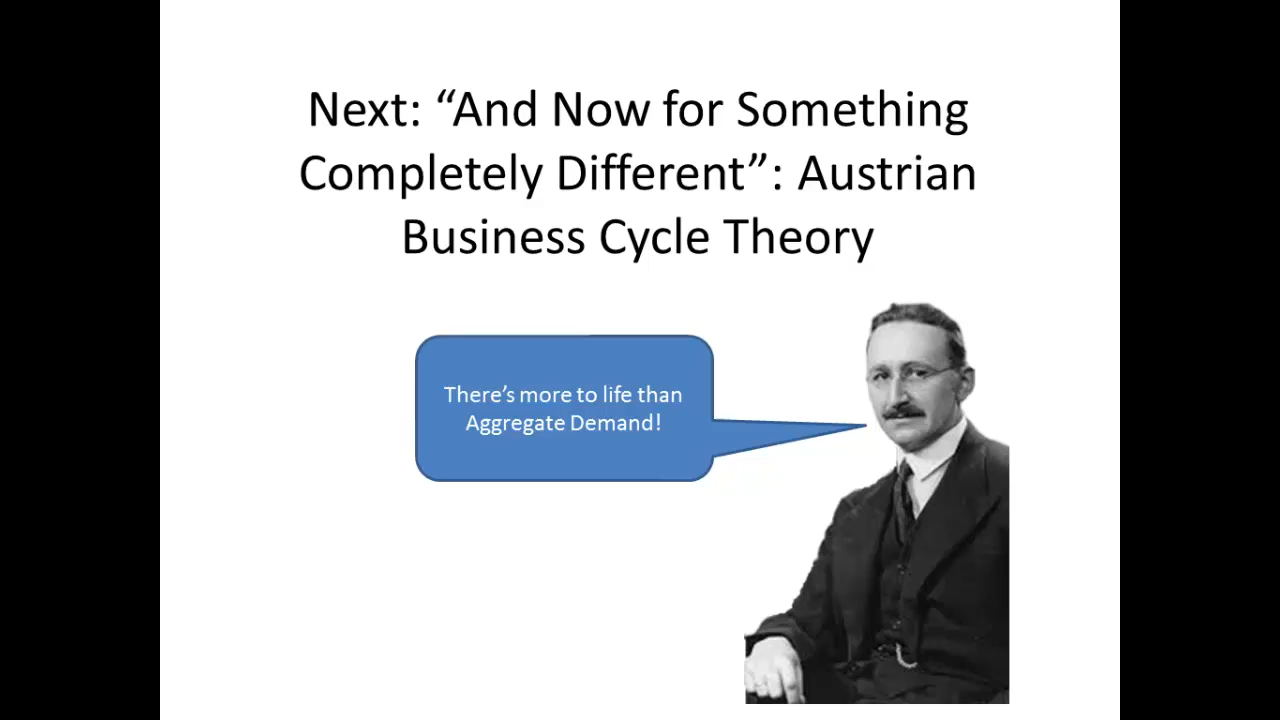 Next: “And Now for Something
Completely Different”: Austrian
Business Cycle Theory
There’s more to life than
Aggregate Demand!